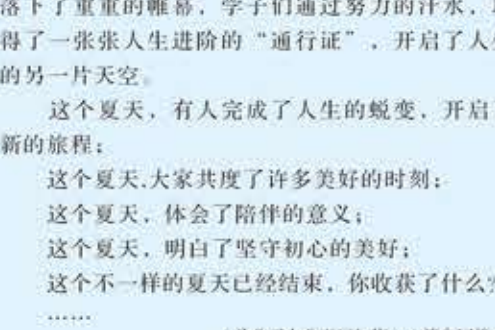 落下了重重的帷幕，学子们通过努力的汗水，
得了一张张人生进阶的“通行证”，开启了人
的另一片天空。
这个夏天，有人完成了人生的蜕变，开启
新的旅程；
这个夏天、大家共度了许多美好的时刻；
这个夏天，体会了陪伴的意义；
这个夏天，明白了坚守初心的美好；
这个不一样的夏天已经结束，你收获了什么
……